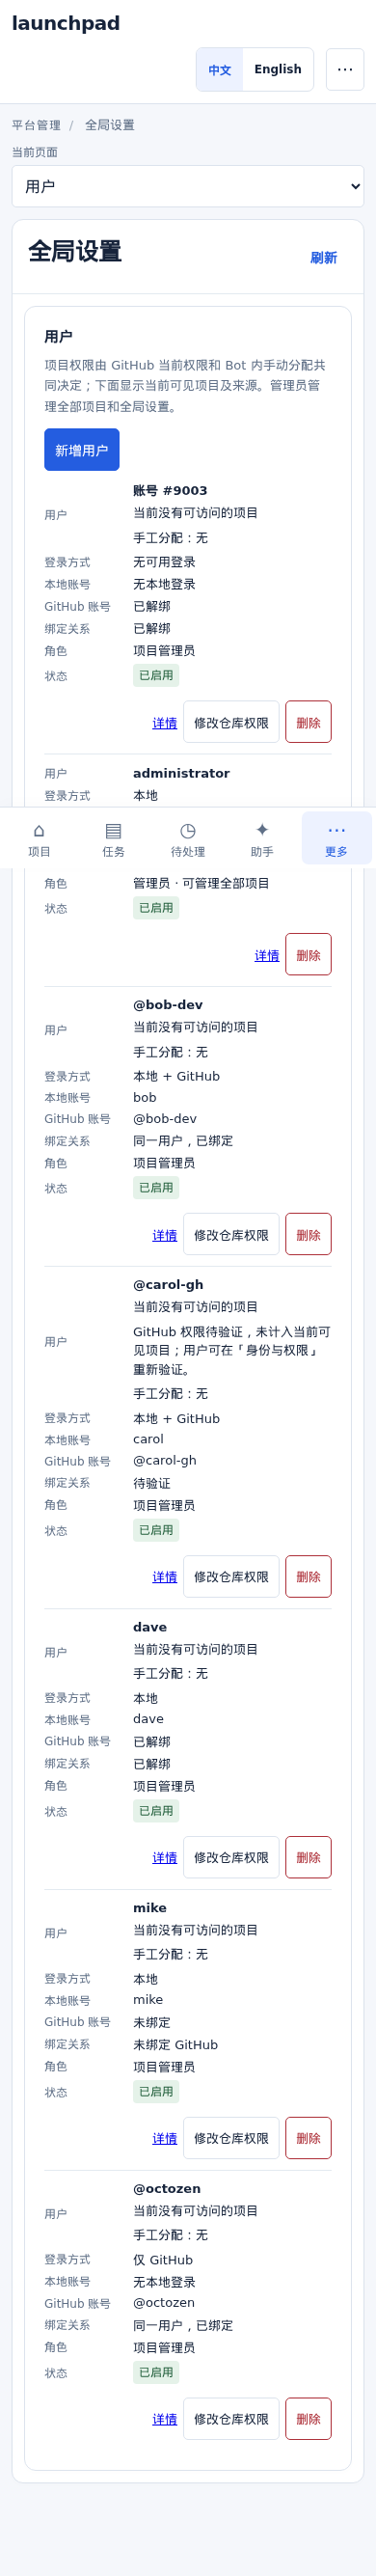 launchpad
中文 English ···
平台管理 / 全局设置
当前页面
用户
全局设置
刷新
用户
项目权限由 GitHub 当前权限和 Bot 内手动分配共
同决定；下面显示当前可见项目及来源。管理员管
理全部项目和全局设置。
新增用户
用户 账号 #9003
当前没有可访问的项目
手工分配：无
登录方式 无可用登录
本地账号 无本地登录
GitHub 账号 已解绑
绑定关系 已解绑
角色 项目管理员
状态 已启用
详情 修改仓库权限 删除
用户 administrator
登录方式 本地
项目 任务 待处理 助手 更多
角色 管理员 · 可管理全部项目
状态 已启用
详情 删除
用户 @bob-dev
当前没有可访问的项目
手工分配：无
登录方式 本地 + GitHub
本地账号 bob
GitHub 账号 @bob-dev
绑定关系 同一用户，已绑定
角色 项目管理员
状态 已启用
详情 修改仓库权限 删除
用户 @carol-gh
当前没有可访问的项目
GitHub 权限待验证，未计入当前可
见项目；用户可在「身份与权限」
重新验证。
手工分配：无
登录方式 本地 + GitHub
本地账号 carol
GitHub 账号 @carol-gh
绑定关系 待验证
角色 项目管理员
状态 已启用
详情 修改仓库权限 删除
用户 dave
当前没有可访问的项目
手工分配：无
登录方式 本地
本地账号 dave
GitHub 账号 已解绑
绑定关系 已解绑
角色 项目管理员
状态 已启用
详情 修改仓库权限 删除
用户 mike
当前没有可访问的项目
手工分配：无
登录方式 本地
本地账号 mike
GitHub 账号 未绑定
绑定关系 未绑定 GitHub
角色 项目管理员
状态 已启用
详情 修改仓库权限 删除
用户 @octozen
当前没有可访问的项目
手工分配：无
登录方式 仅 GitHub
本地账号 无本地登录
GitHub 账号 @octozen
绑定关系 同一用户，已绑定
角色 项目管理员
状态 已启用
详情 修改仓库权限 删除